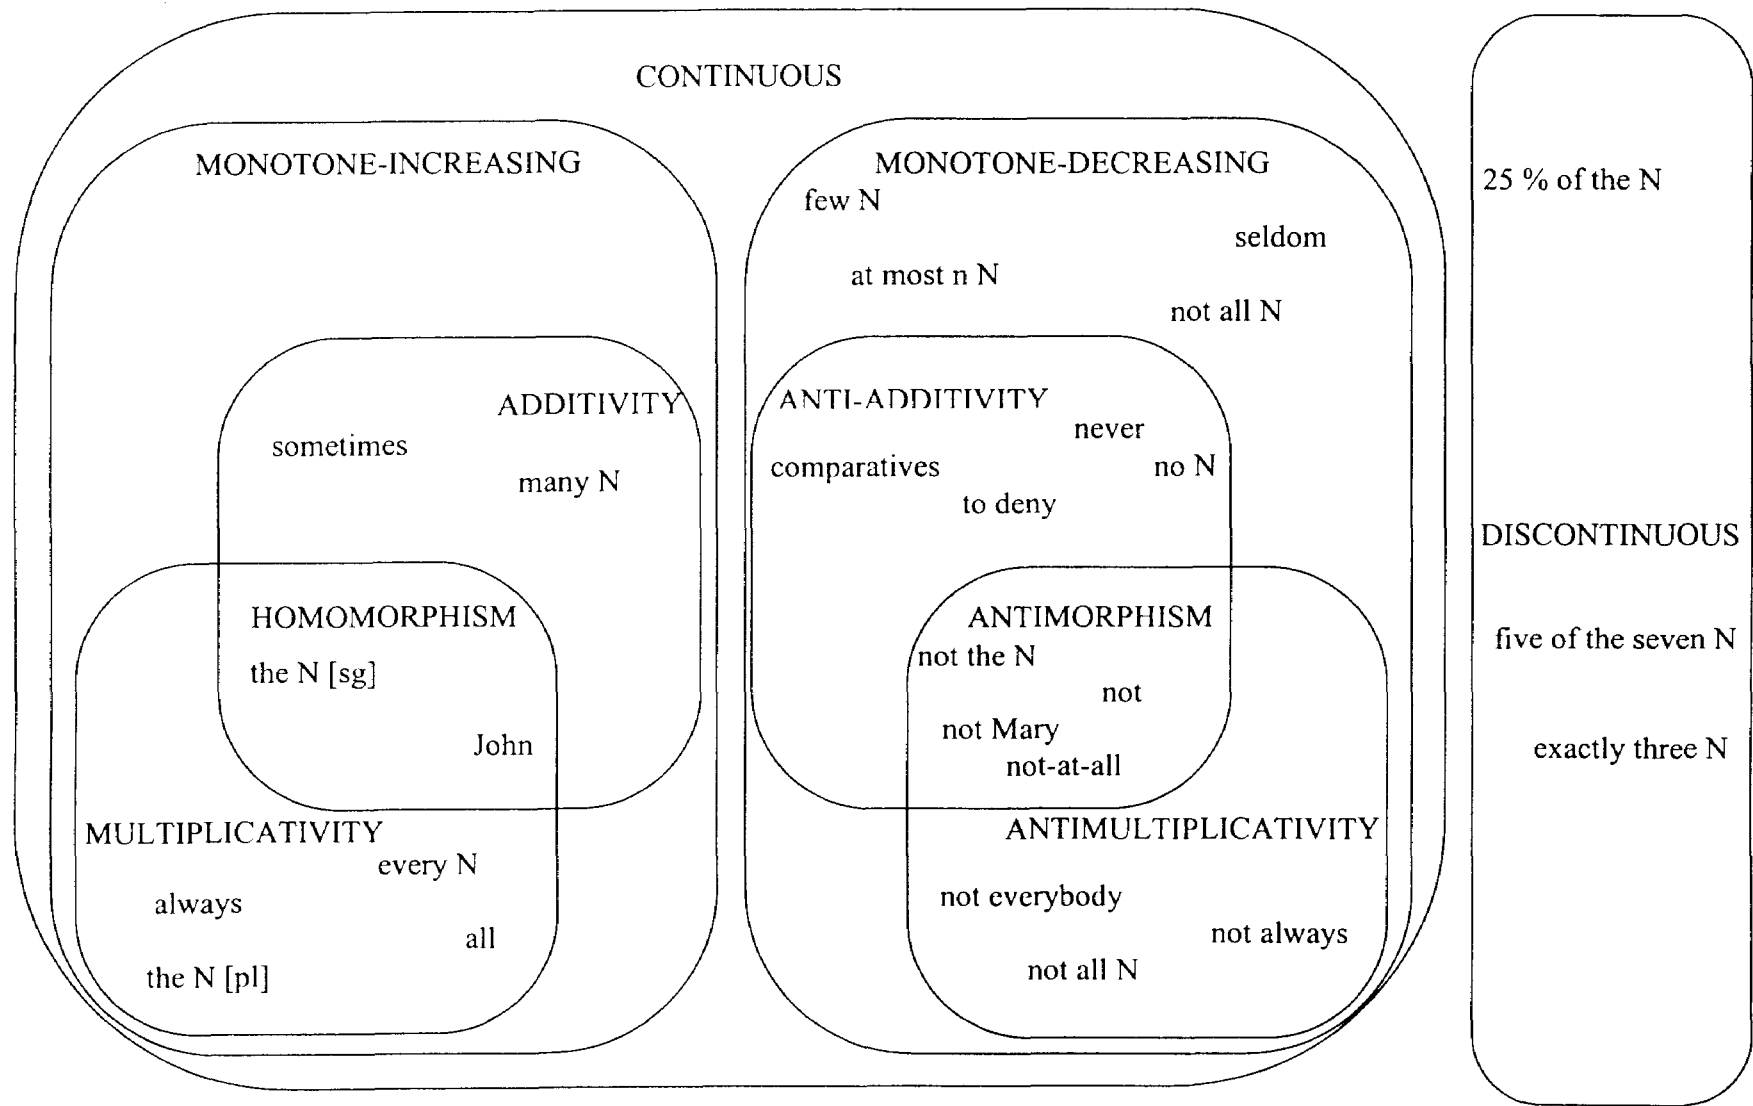 CONTINUOUS
MONOTONE-INCREASING
ADDITIVITY
sometimes
many N
HOMOMORPHISM
the N [sg]
John
MULTIPLICATIVITY
every N
always
all
the N [pl]
MONOTONE-DECREASING
few N
seldom
at most n N
not all N
ANTI-ADDITIVITY
never
comparatives
no N
to deny
ANTIMORPHISM
not the N
not
not Mary
not-at-all
ANTIMULTIPLICATIVITY
not everybody
not always
not all N
25 % of the N
DISCONTINUOUS
five of the seven N
exactly three N